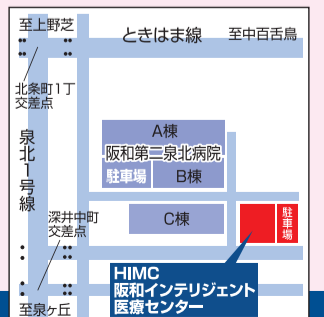 至上野芝
ときはま線
至中百舌鳥
北条町1丁
交差点
泉北1号線
A棟
阪和第二泉北病院
駐車場
B棟
深井中町
交差点
C棟
駐車場
HIMC
阪和インテリジェント
医療センター
至泉ヶ丘